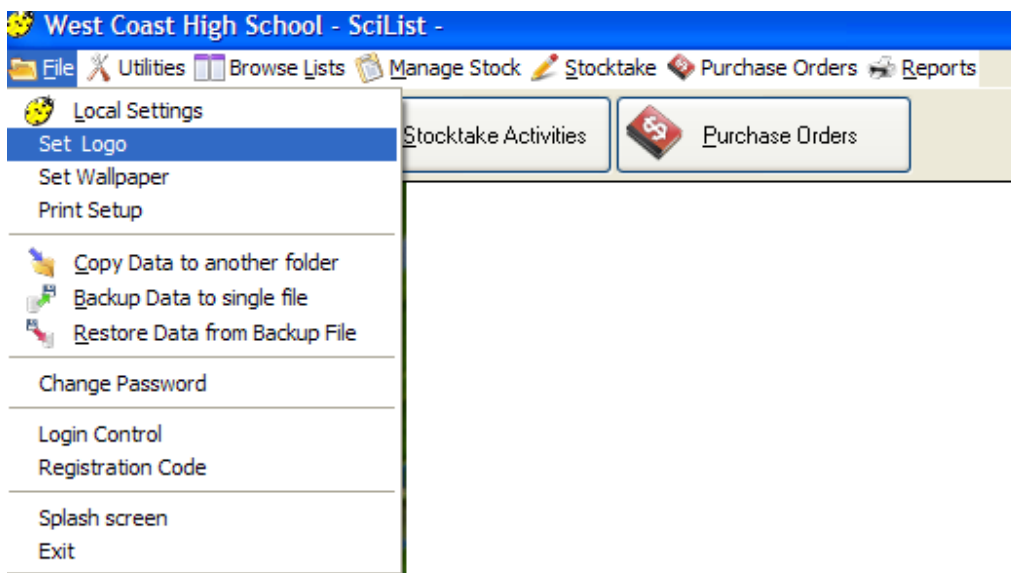 West Coast High School - SciList -
File Utilities Browse Lists Manage Stock Stocktake Purchase Orders Reports
Stocktake Activities Purchase Orders
Local Settings
Set Logo
Set Wallpaper
Print Setup
Copy Data to another folder
Backup Data to single file
Restore Data from Backup File
Change Password
Login Control
Registration Code
Splash screen
Exit